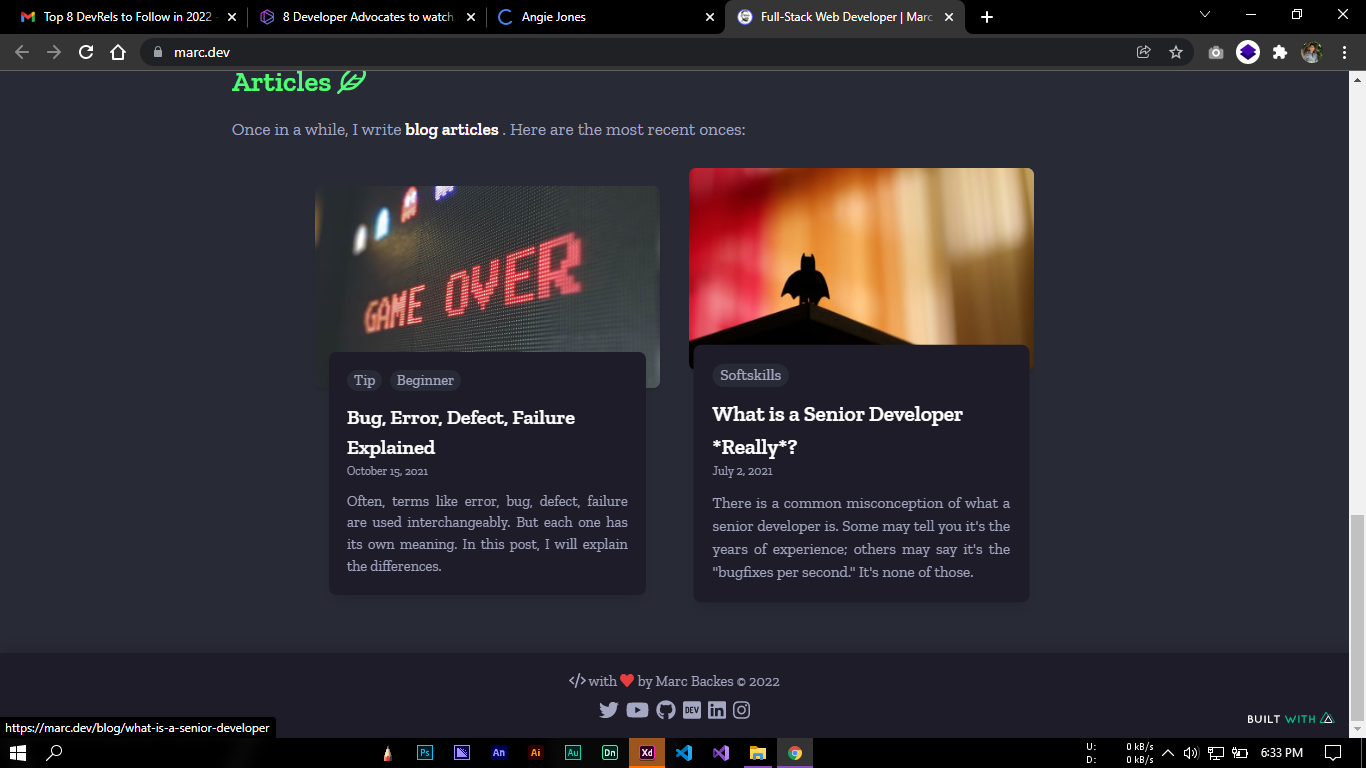 Top 8 DevRels to Follow in 2022
8 Developer Advocates to watch
Angie Jones
Full-Stack Web Developer | Marc
marc.dev
Articles
Once in a while, I write blog articles . Here are the most recent onces:
GAME OVER
Tip Beginner
Bug, Error, Defect, Failure
Explained
October 15, 2021
Often, terms like error, bug, defect, failure
are used interchangeably. But each one has
its own meaning. In this post, I will explain
the differences.
Softskills
What is a Senior Developer
*Really*?
July 2, 2021
There is a common misconception of what a
senior developer is. Some may tell you it's the
years of experience; others may say it's the
"bugfixes per second." It's none of those.
</> with ❤ by Marc Backes © 2022
DEV
BUILT WITH
https://marc.dev/blog/what-is-a-senior-developer
Ps An Ai Au Dn Xd
U: 0 kB/s
D: 0 kB/s
6:33 PM